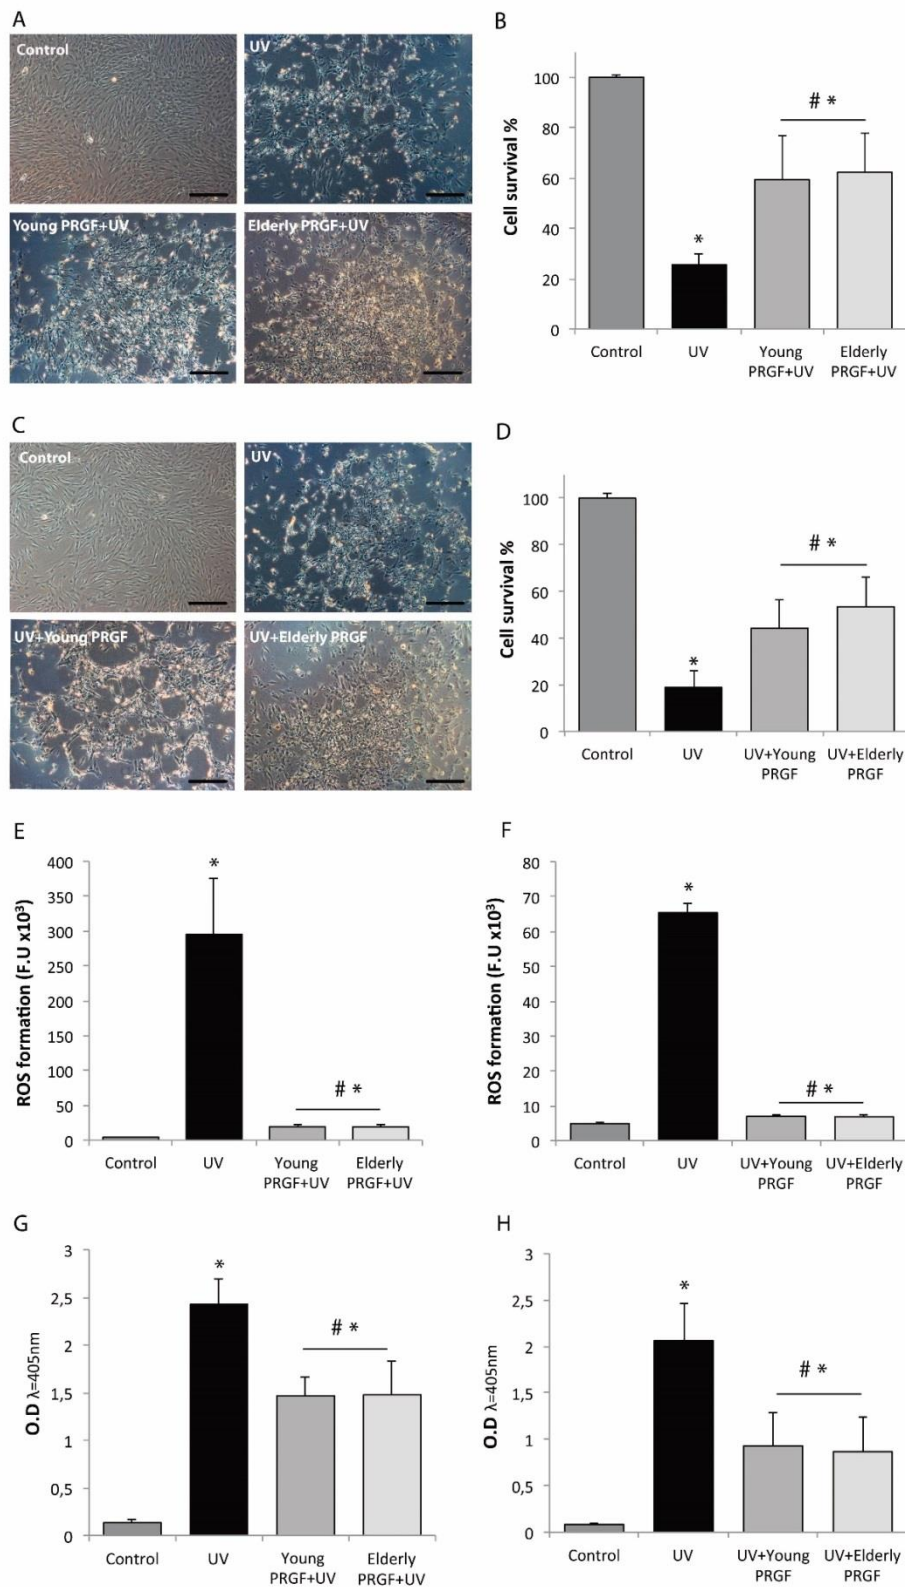 A
Control
UV
Young PRGF+UV
Elderly PRGF+UV
B
Cell survival %
100
80
60
40
20
0
*
# *
Control
UV
Young
PRGF+UV
Elderly
PRGF+UV
C
Control
UV
UV+Young PRGF
UV+Elderly PRGF
D
Cell survival %
100
80
60
40
20
0
*
# *
Control
UV
UV+Young
PRGF
UV+Elderly
PRGF
E
ROS formation (F.U x10³)
400
350
300
250
200
150
100
50
0
*
# *
Control
UV
Young
PRGF+UV
Elderly
PRGF+UV
F
ROS formation (F.U x10³)
80
70
60
50
40
30
20
10
0
*
# *
Control
UV
UV+Young
PRGF
UV+Elderly
PRGF
G
O.D λ=405nm
3
2,5
2
1,5
1
0,5
0
*
# *
Control
UV
Young
PRGF+UV
Elderly
PRGF+UV
H
O.D λ=405nm
3
2,5
2
1,5
1
0,5
0
*
# *
Control
UV
UV+Young
PRGF
UV+Elderly
PRGF